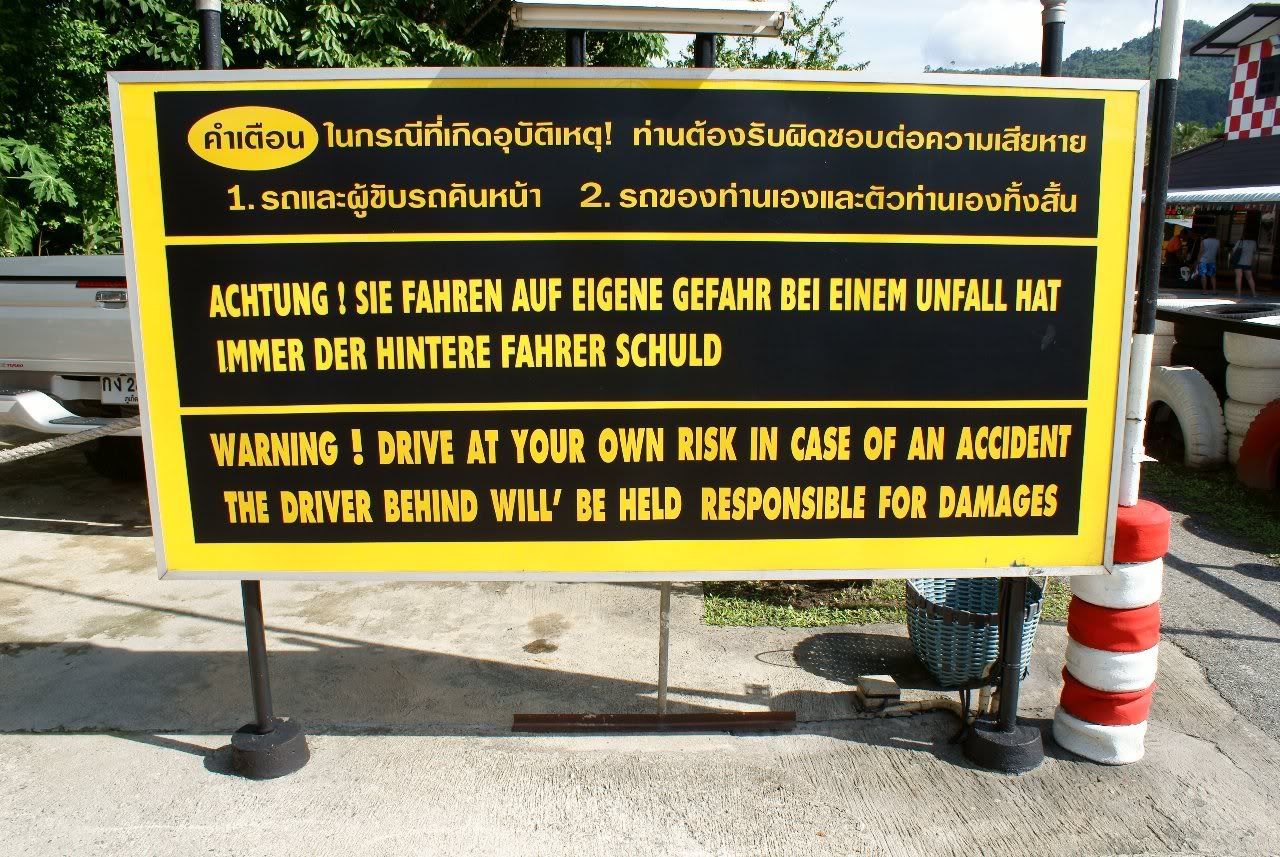 คำเตือน ในกรณีที่เกิดอุบัติเหตุ! ท่านต้องรับผิดชอบต่อความเสียหาย
1. รถและผู้ขับรถคันหน้า 2. รถของท่านเองและตัวท่านเองทั้งสิ้น
ACHTUNG ! SIE FAHREN AUF EIGENE GEFAHR BEI EINEM UNFALL HAT
IMMER DER HINTERE FAHRER SCHULD
WARNING ! DRIVE AT YOUR OWN RISK IN CASE OF AN ACCIDENT
THE DRIVER BEHIND WILL' BE HELD RESPONSIBLE FOR DAMAGES